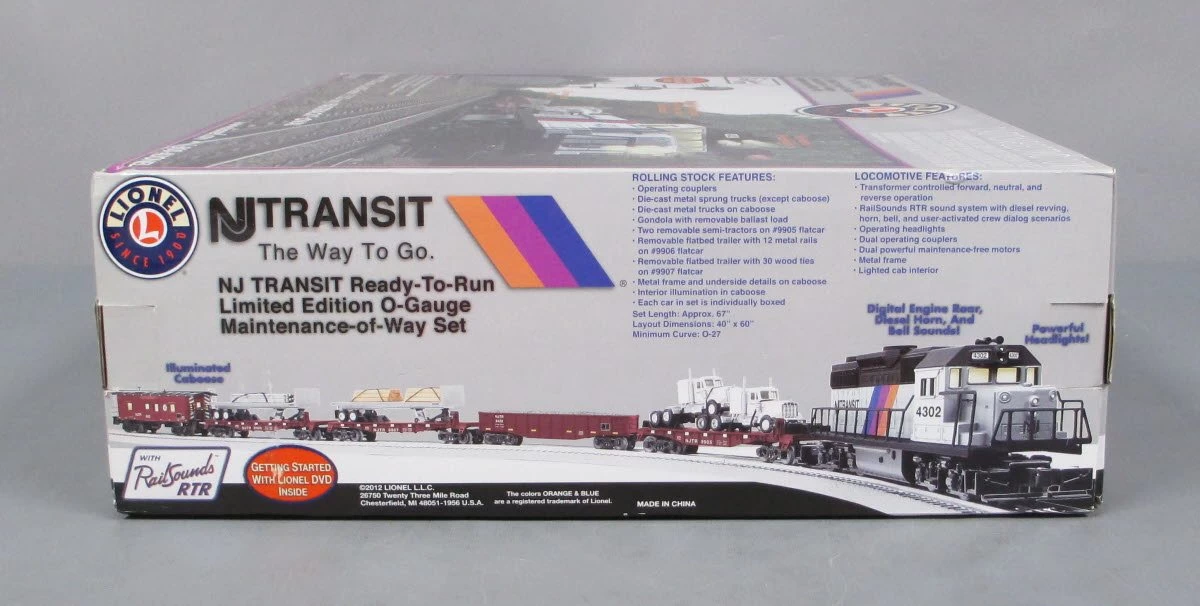 LIONEL
L
SINCE 1900
NJ TRANSIT
The Way To Go.
®
NJ TRANSIT Ready-To-Run
Limited Edition O-Gauge
Maintenance-of-Way Set
ROLLING STOCK FEATURES:
· Operating couplers
· Die-cast metal sprung trucks (except caboose)
· Die-cast metal trucks on caboose
· Gondola with removable ballast load
· Two removable semi-tractors on #9905 flatcar
· Removable flatbed trailer with 12 metal rails
on #9906 flatcar
· Removable flatbed trailer with 30 wood ties
on #9907 flatcar
· Metal frame and underside details on caboose
· Interior illumination in caboose
· Each car in set is individually boxed
Set Length: Approx. 67"
Layout Dimensions: 40" x 60"
Minimum Curve: O-27
LOCOMOTIVE FEATURES:
· Transformer controlled forward, neutral, and
reverse operation
· RailSounds RTR sound system with diesel revving,
horn, bell, and user-activated crew dialog scenarios
· Operating headlights
· Dual operating couplers
· Dual powerful maintenance-free motors
· Metal frame
· Lighted cab interior
Digital Engine Roar,
Diesel Horn, And
Bell Sounds!
Powerful
Headlights!
Illuminated
Caboose
4302
NJ TRANSIT
4302
NJTR 9905
WITH
RailSounds™
RTR
GETTING STARTED
WITH LIONEL DVD
INSIDE
©2012 LIONEL L.L.C.
26750 Twenty Three Mile Road
Chesterfield, MI 48051-1956 U.S.A.
The colors ORANGE & BLUE
are a registered trademark of Lionel.
MADE IN CHINA